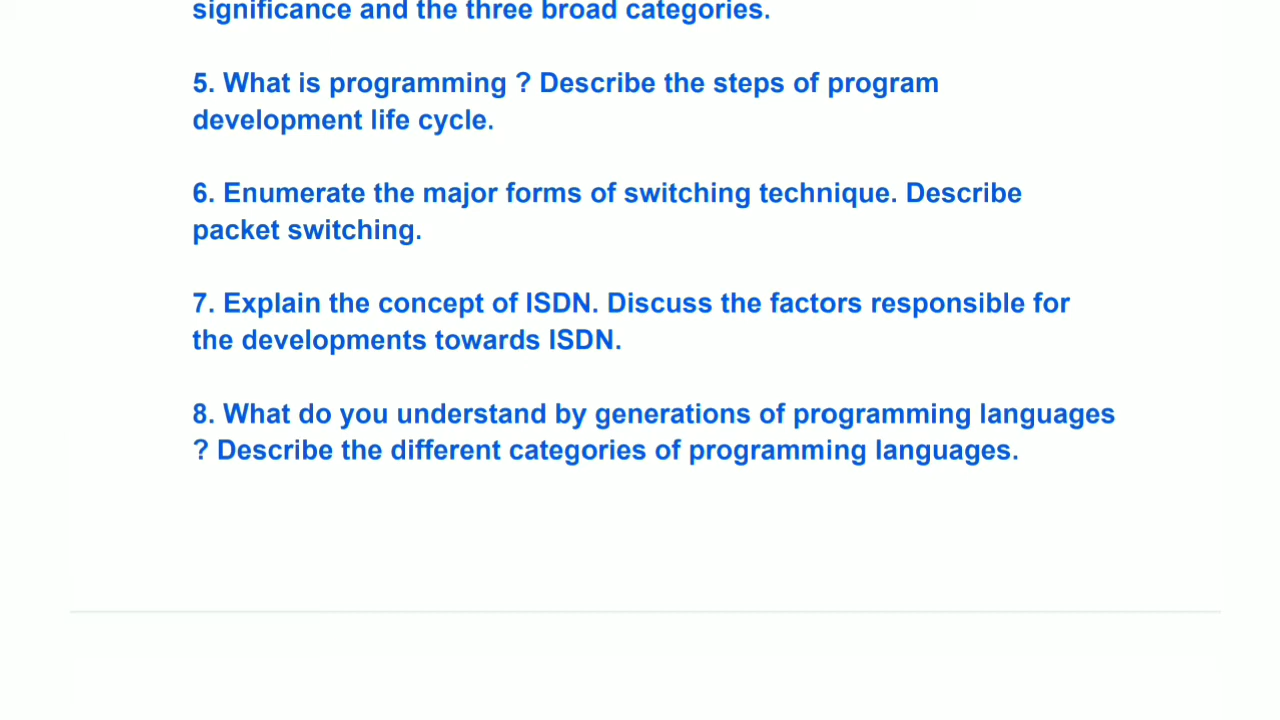 significance and the three broad categories.
5. What is programming ? Describe the steps of program
development life cycle.
6. Enumerate the major forms of switching technique. Describe
packet switching.
7. Explain the concept of ISDN. Discuss the factors responsible for
the developments towards ISDN.
8. What do you understand by generations of programming languages
? Describe the different categories of programming languages.